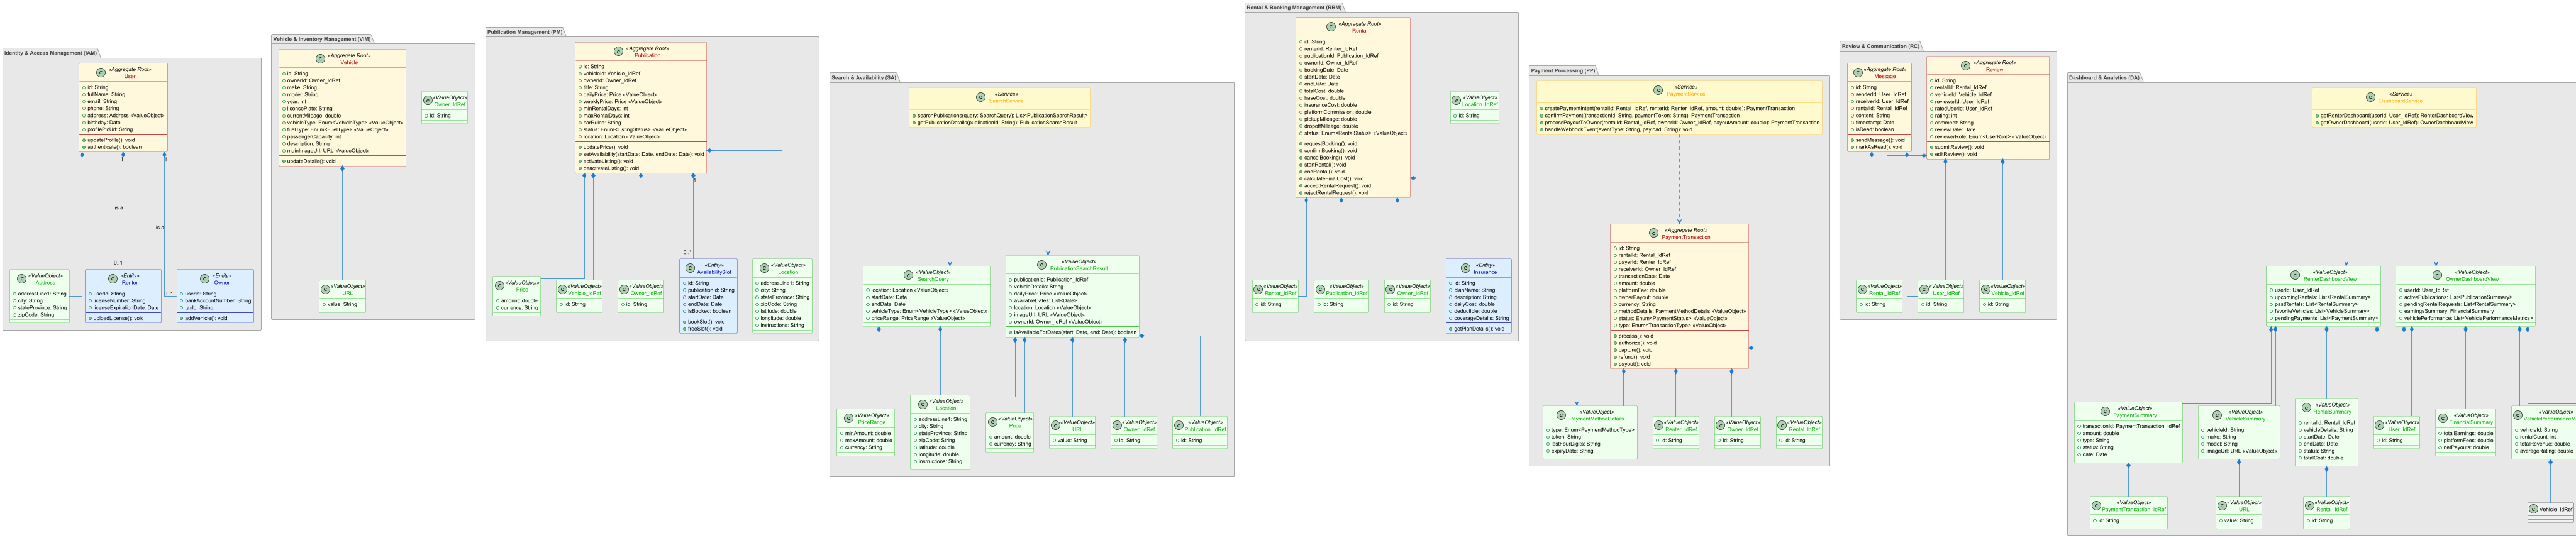 Identity & Access Management (IAM)
C
«Aggregate Root»
User
id: String
fullName: String
email: String
phone: String
address: Address «ValueObject»
birthday: Date
profilePicUrl: String
updateProfile(): void
authenticate(): boolean
1
1
is a
is a
0..1
0..1
C
«ValueObject»
Address
addressLine1: String
city: String
stateProvince: String
zipCode: String
C
«Entity»
Renter
userId: String
licenseNumber: String
licenseExpirationDate: Date
uploadLicense(): void
C
«Entity»
Owner
userId: String
bankAccountNumber: String
taxId: String
addVehicle(): void
Vehicle & Inventory Management (VIM)
C
«Aggregate Root»
Vehicle
id: String
ownerId: Owner_IdRef
make: String
model: String
year: int
licensePlate: String
currentMileage: double
vehicleType: Enum<VehicleType> «ValueObject»
fuelType: Enum<FuelType> «ValueObject»
passengerCapacity: int
description: String
mainImageUrl: URL «ValueObject»
updateDetails(): void
C
«ValueObject»
Owner_IdRef
id: String
C
«ValueObject»
URL
value: String
Publication Management (PM)
C
«Aggregate Root»
Publication
id: String
vehicleId: Vehicle_IdRef
ownerId: Owner_IdRef
title: String
dailyPrice: Price «ValueObject»
weeklyPrice: Price «ValueObject»
minRentalDays: int
maxRentalDays: int
carRules: String
status: Enum<ListingStatus> «ValueObject»
location: Location «ValueObject»
updatePrice(): void
setAvailability(startDate: Date, endDate: Date): void
activateListing(): void
deactivateListing(): void
1
0..*
C
«ValueObject»
Price
amount: double
currency: String
C
«ValueObject»
Vehicle_IdRef
id: String
C
«ValueObject»
Owner_IdRef
id: String
C
«Entity»
AvailabilitySlot
id: String
publicationId: String
startDate: Date
endDate: Date
isBooked: boolean
bookSlot(): void
freeSlot(): void
C
«ValueObject»
Location
addressLine1: String
city: String
stateProvince: String
zipCode: String
latitude: double
longitude: double
instructions: String
Search & Availability (SA)
C
«Service»
SearchService
searchPublications(query: SearchQuery): List<PublicationSearchResult>
getPublicationDetails(publicationId: String): PublicationSearchResult
C
«ValueObject»
SearchQuery
location: Location «ValueObject»
startDate: Date
endDate: Date
vehicleType: Enum<VehicleType> «ValueObject»
priceRange: PriceRange «ValueObject»
C
«ValueObject»
PublicationSearchResult
publicationId: Publication_IdRef
vehicleDetails: String
dailyPrice: Price «ValueObject»
availableDates: List<Date>
location: Location «ValueObject»
imageUrl: URL «ValueObject»
ownerId: Owner_IdRef «ValueObject»
isAvailableForDates(start: Date, end: Date): boolean
C
«ValueObject»
PriceRange
minAmount: double
maxAmount: double
currency: String
C
«ValueObject»
Location
addressLine1: String
city: String
stateProvince: String
zipCode: String
latitude: double
longitude: double
instructions: String
C
«ValueObject»
Price
amount: double
currency: String
C
«ValueObject»
URL
value: String
C
«ValueObject»
Owner_IdRef
id: String
C
«ValueObject»
Publication_IdRef
id: String
Rental & Booking Management (RBM)
C
«Aggregate Root»
Rental
id: String
renterId: Renter_IdRef
publicationId: Publication_IdRef
ownerId: Owner_IdRef
bookingDate: Date
startDate: Date
endDate: Date
totalCost: double
baseCost: double
insuranceCost: double
platformCommission: double
pickupMileage: double
dropoffMileage: double
status: Enum<RentalStatus> «ValueObject»
requestBooking(): void
confirmBooking(): void
cancelBooking(): void
startRental(): void
endRental(): void
calculateFinalCost(): void
acceptRentalRequest(): void
rejectRentalRequest(): void
C
«ValueObject»
Location_IdRef
id: String
C
«ValueObject»
Renter_IdRef
id: String
C
«ValueObject»
Publication_IdRef
id: String
C
«ValueObject»
Owner_IdRef
id: String
C
«Entity»
Insurance
id: String
planName: String
description: String
dailyCost: double
deductible: double
coverageDetails: String
getPlanDetails(): void
Payment Processing (PP)
C
«Service»
PaymentService
createPaymentIntent(rentalId: Rental_IdRef, renterId: Renter_IdRef, amount: double): PaymentTransaction
confirmPayment(transactionId: String, paymentToken: String): PaymentTransaction
processPayoutToOwner(rentalId: Rental_IdRef, ownerId: Owner_IdRef, payoutAmount: double): PaymentTransaction
handleWebhookEvent(eventType: String, payload: String): void
C
«Aggregate Root»
PaymentTransaction
id: String
rentalId: Rental_IdRef
payerId: Renter_IdRef
receiverId: Owner_IdRef
transactionDate: Date
amount: double
platformFee: double
ownerPayout: double
currency: String
methodDetails: PaymentMethodDetails «ValueObject»
status: Enum<PaymentStatus> «ValueObject»
type: Enum<TransactionType> «ValueObject»
process(): void
authorize(): void
capture(): void
refund(): void
payout(): void
C
«ValueObject»
PaymentMethodDetails
type: Enum<PaymentMethodType>
token: String
lastFourDigits: String
expiryDate: String
C
«ValueObject»
Renter_IdRef
id: String
C
«ValueObject»
Owner_IdRef
id: String
C
«ValueObject»
Rental_IdRef
id: String
Review & Communication (RC)
C
«Aggregate Root»
Message
id: String
senderId: User_IdRef
receiverId: User_IdRef
rentalId: Rental_IdRef
content: String
timestamp: Date
isRead: boolean
sendMessage(): void
markAsRead(): void
C
«Aggregate Root»
Review
id: String
rentalId: Rental_IdRef
vehicleId: Vehicle_IdRef
reviewerId: User_IdRef
ratedUserId: User_IdRef
rating: int
comment: String
reviewDate: Date
reviewerRole: Enum<UserRole> «ValueObject»
submitReview(): void
editReview(): void
C
«ValueObject»
Rental_IdRef
id: String
C
«ValueObject»
User_IdRef
id: String
C
«ValueObject»
Vehicle_IdRef
id: String
Dashboard & Analytics (DA)
C
«Service»
DashboardService
getRenterDashboard(userId: User_IdRef): RenterDashboardView
getOwnerDashboard(userId: User_IdRef): OwnerDashboardView
C
«ValueObject»
RenterDashboardView
userId: User_IdRef
upcomingRentals: List<RentalSummary>
pastRentals: List<RentalSummary>
favoriteVehicles: List<VehicleSummary>
pendingPayments: List<PaymentSummary>
C
«ValueObject»
OwnerDashboardView
userId: User_IdRef
activePublications: List<PublicationSummary>
pendingRentalRequests: List<RentalSummary>
earningsSummary: FinancialSummary
vehiclePerformance: List<VehiclePerformanceMetrics>
C
«ValueObject»
PaymentSummary
transactionId: PaymentTransaction_IdRef
amount: double
type: String
status: String
date: Date
C
«ValueObject»
VehicleSummary
vehicleId: String
make: String
model: String
imageUrl: URL «ValueObject»
C
«ValueObject»
RentalSummary
rentalId: Rental_IdRef
vehicleDetails: String
startDate: Date
endDate: Date
status: String
totalCost: double
C
«ValueObject»
User_IdRef
id: String
C
«ValueObject»
FinancialSummary
totalEarnings: double
platformFees: double
netPayouts: double
C
«ValueObject»
VehiclePerformanceMe
vehicleId: String
rentalCount: int
totalRevenue: double
averageRating: double
C
«ValueObject»
PaymentTransaction_IdRef
id: String
C
«ValueObject»
URL
value: String
C
«ValueObject»
Rental_IdRef
id: String
C
Vehicle_IdRef